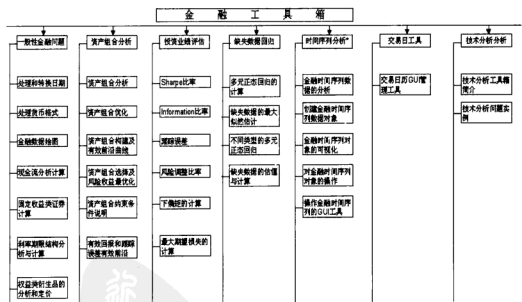 金融工具箱
一般性金融问题
处理和转换日期
处理货币格式
金融数据绘图
现金流分析计算
固定收益类证券
计算
利率期限结构分
析与计算
权益类衍生品的
分析和定价
资产组合分析
资产组合分析
资产组合优化
资产组合构建及
有效前沿曲线
资产组合选择及
风险收益最优化
资产组合约束条
件说明
有效回报和跟踪
误差有效前沿
投资业绩评估
Sharpe比率
Information比率
跟踪误差
风险调整比率
下偏矩的计算
最大期望损失的
计算
缺失数据回归
多元正态回归的
计算
缺失数据的最大
似然估计
不同类型的多元
正态回归
缺失数据的估值
与计算
时间序列分析*
金融时间序列数
据的分析
创建金融时间序
列数据对象
金融时间序列对
象的可视化
对金融时间序列
对象的操作
操作金融时间序
列的GUI工具
交易日工具
交易日历GUI管
理工具
技术分析分析
技术分析工具箱
简介
技术分析问题实
例